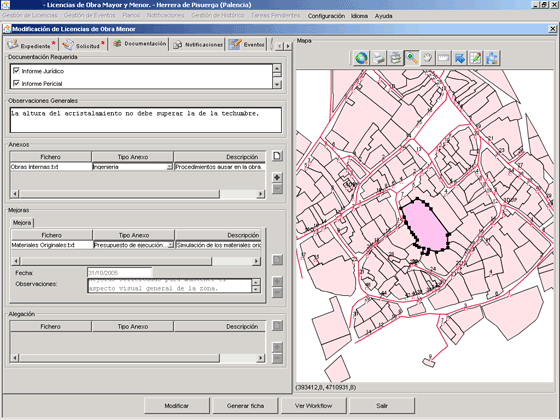 - Licencias de Obra Mayor y Menor. - Herrera de Pisuerga (Palencia)
Gestión de Licencias Gestión de Eventos Planos Notificaciones Gestión de Histórico Tareas Pendientes Configuración Idioma Ayuda
Modificación de Licencias de Obra Menor
Expediente * Solicitud * Documentación Notificaciones Eventos
Documentación Requerida
Informe Jurídico
Informe Pericial
Observaciones Generales
La altura del acristalamiento no debe superar la de la techumbre.
Anexos
Fichero Tipo Anexo Descripción
Obras Internas.txt Ingeniería Procedimientos ausar en la obra.
Mejoras
Mejora
Fichero Tipo Anexo Descripción
Materiales Originales.txt Presupuesto de ejecución... Simulación de los materiales orig
Fecha: 31/10/2005
Observaciones:
aspecto visual general de la zona.
Alegación
Fichero Tipo Anexo Descripción
Mapa
(393412,8, 4710931,8)
Modificar Generar ficha Ver Workflow Salir